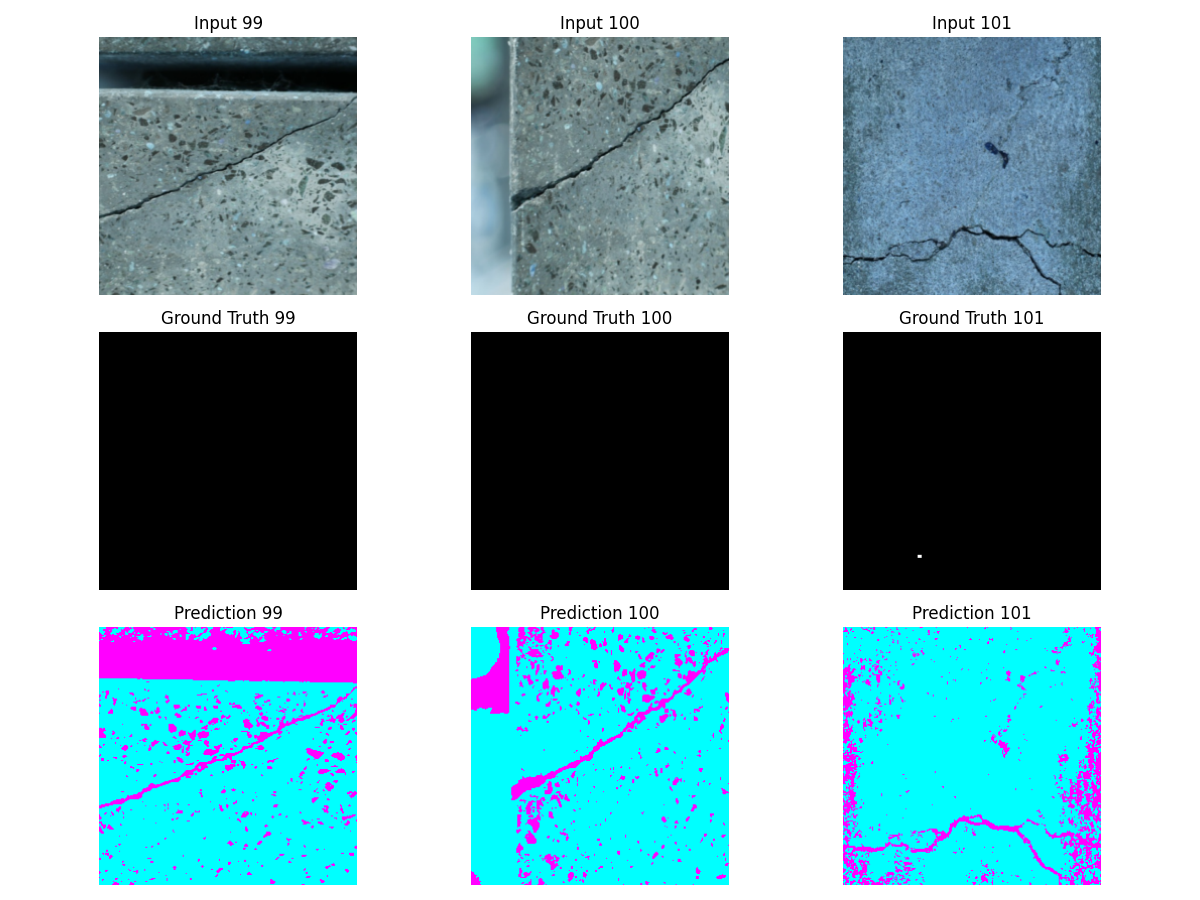 Input 99
Input 100
Input 101
Ground Truth 99
Ground Truth 100
Ground Truth 101
Prediction 99
Prediction 100
Prediction 101